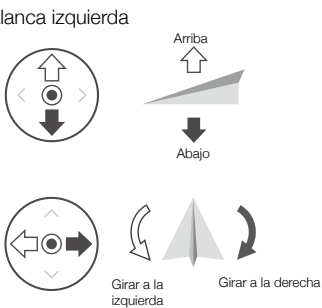 lanca izquierda
Arriba
Abajo
Girar a la
izquierda
Girar a la derecha